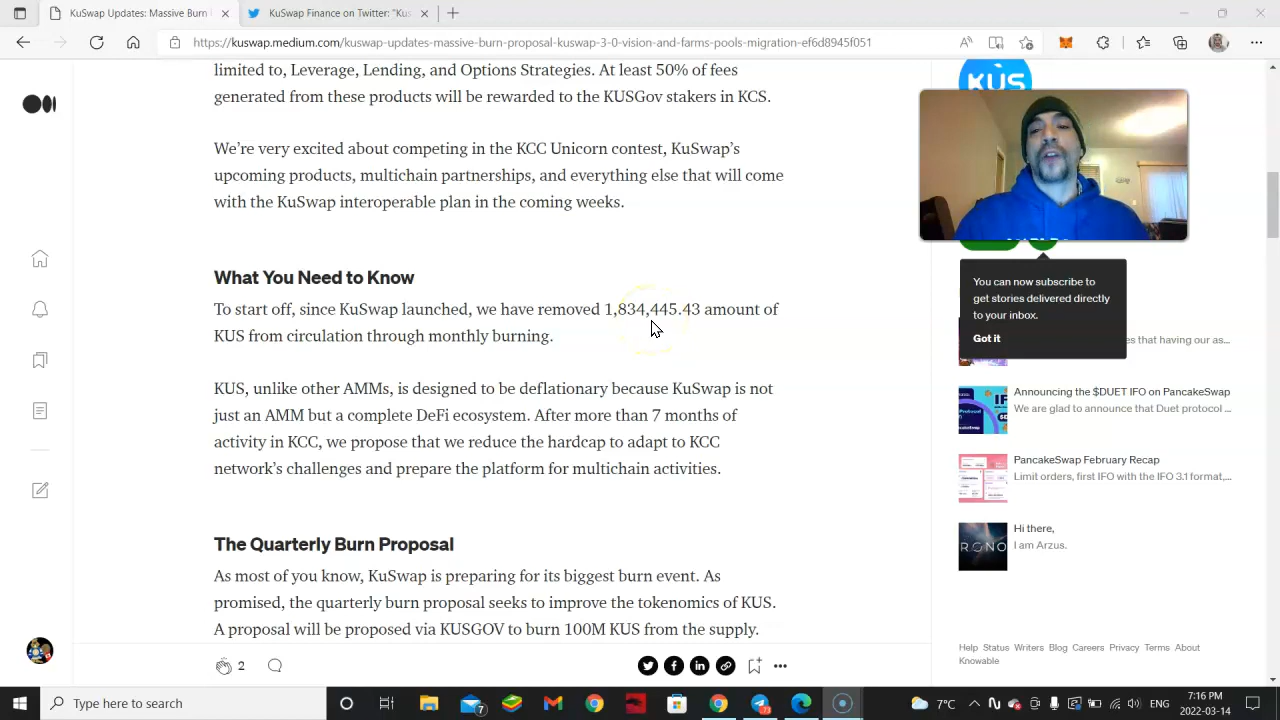 KuSwap Updates: Massive Burn
KuSwap Finance on Twitter: "Kus
https://kuswap.medium.com/kuswap-updates-massive-burn-proposal-kuswap-3-0-vision-and-farms-pools-migration-ef6d8945f051
limited to, Leverage, Lending, and Options Strategies. At least 50% of fees
generated from these products will be rewarded to the KUSGov stakers in KCS.
We're very excited about competing in the KCC Unicorn contest, KuSwap's
upcoming products, multichain partnerships, and everything else that will come
with the KuSwap interoperable plan in the coming weeks.
What You Need to Know
To start off, since KuSwap launched, we have removed 1,834,445.43 amount of
KUS from circulation through monthly burning.
KUS, unlike other AMMs, is designed to be deflationary because KuSwap is not
just an AMM but a complete DeFi ecosystem. After more than 7 months of
activity in KCC, we propose that we reduce the hardcap to adapt to KCC
network's challenges and prepare the platform for multichain activities.
The Quarterly Burn Proposal
As most of you know, KuSwap is preparing for its biggest burn event. As
promised, the quarterly burn proposal seeks to improve the tokenomics of KUS.
A proposal will be proposed via KUSGOV to burn 100M KUS from the supply.
2
KUS
You can now subscribe to
get stories delivered directly
to your inbox.
Got it
es that having our as...
Announcing the $DUET IFO on PancakeSwap
We are glad to announce that Duet protocol ...
PancakeSwap February Recap
Limit orders, first IFO with the IFO 3.1 format,...
Hi there,
I am Arzus.
RONO
Help Status Writers Blog Careers Privacy Terms About
Knowable
Type here to search
7
7°C
ENG
7:16 PM
2022-03-14